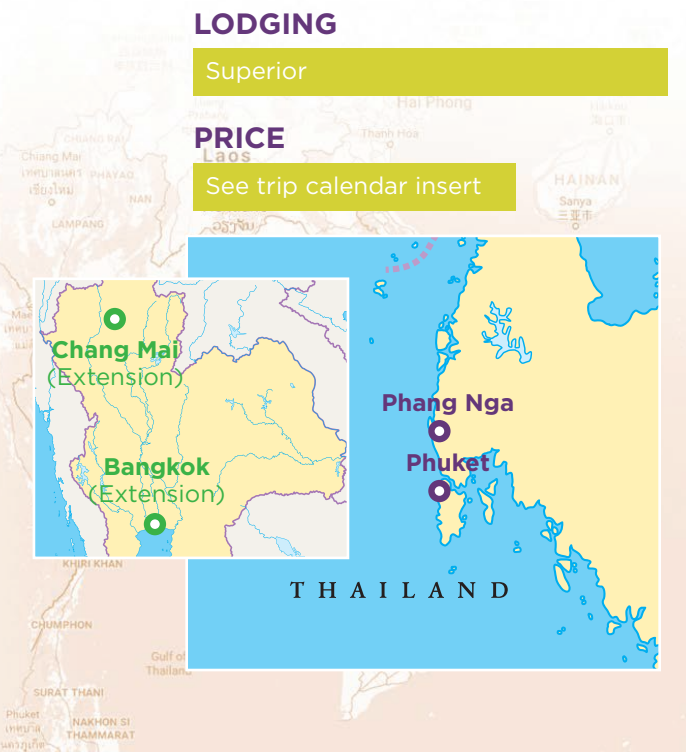 LODGING
Superior
Hai Phong
PRICE
Thanh Hoa
CHIANG RAI
Laos
Chiang Mai
PHAYAO
เชียงใหม่
NAN
LAMPANG
HAINAN
Sanya
三亚市
See trip calendar insert
Chang Mai
(Extension)
Phang Nga
Bangkok
(Extension)
Phuket
THAILAND
KHIRI KHAN
CHUMPHON
Gulf of
Thailand
SURAT THANI
Phuket
NAKHON SI
THAMMARAT